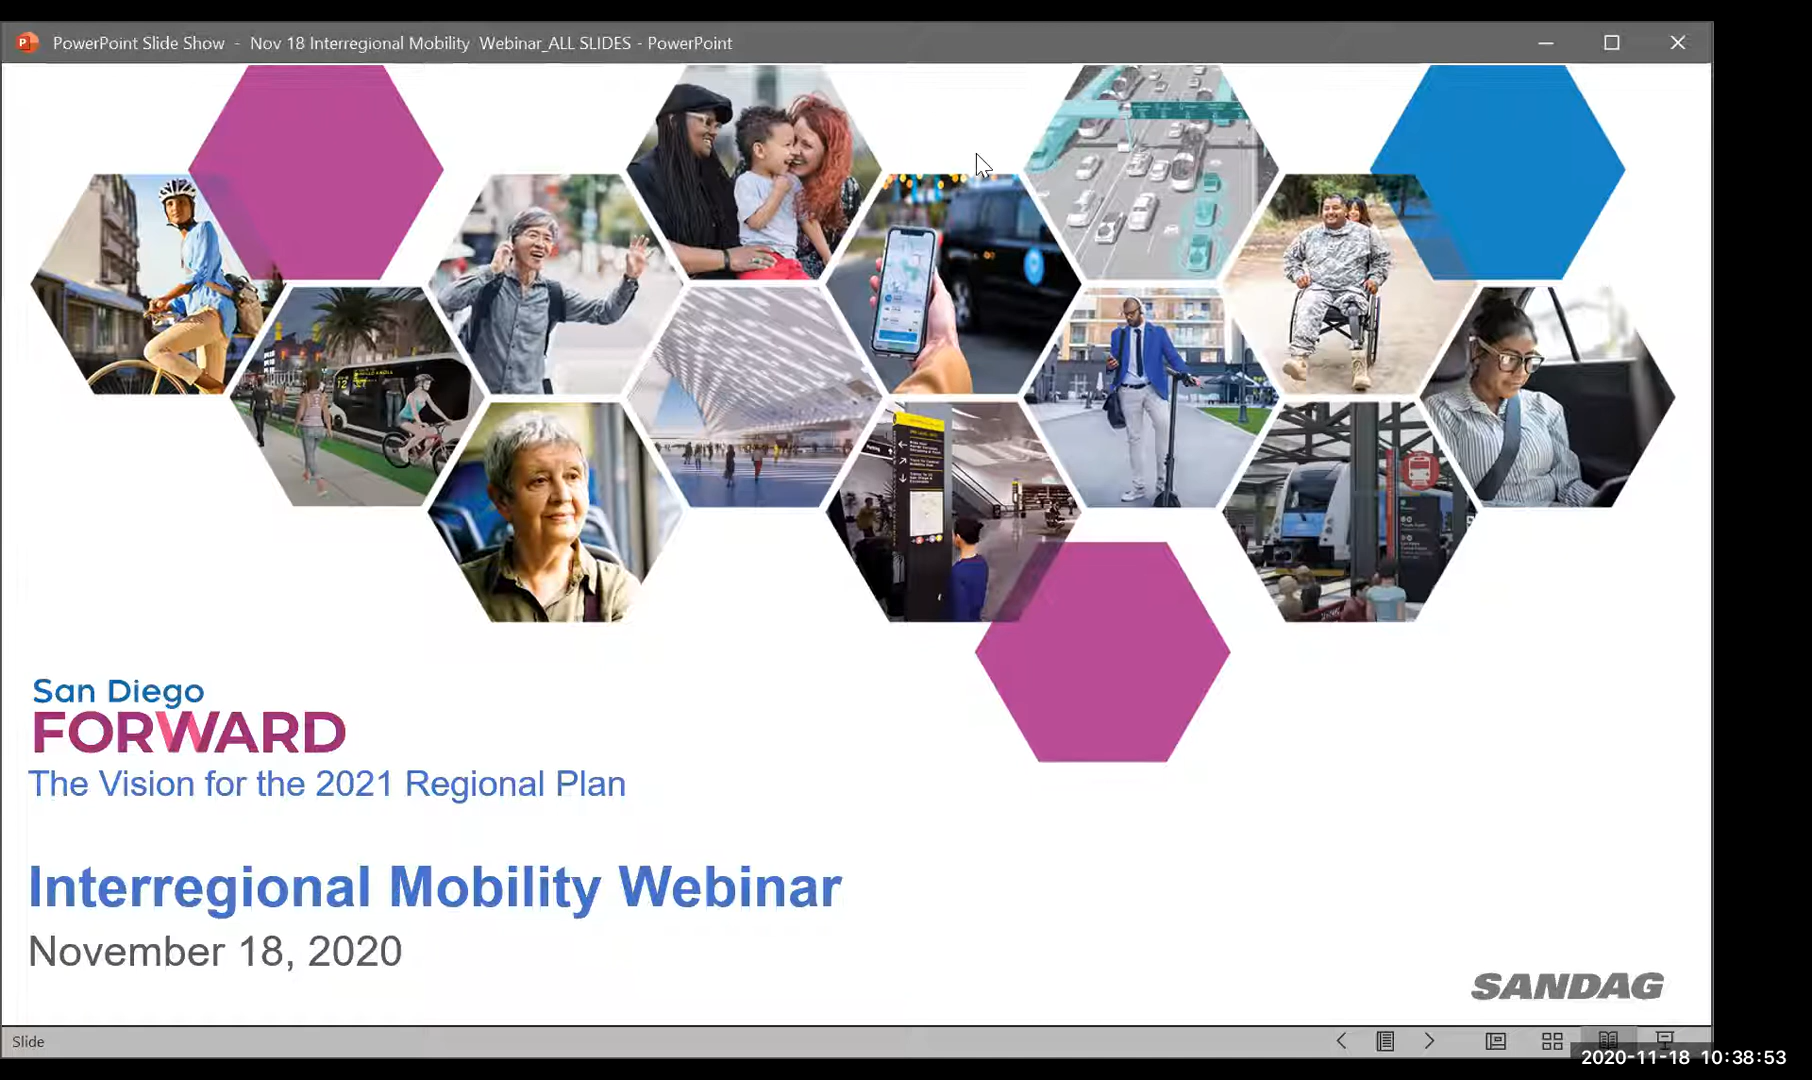 PowerPoint Slide Show - Nov 18 Interregional Mobility Webinar_ALL SLIDES - PowerPoint
San Diego
FORWARD
The Vision for the 2021 Regional Plan
Interregional Mobility Webinar
November 18, 2020
SANDAG
Slide
2020-11-18 10:38:53